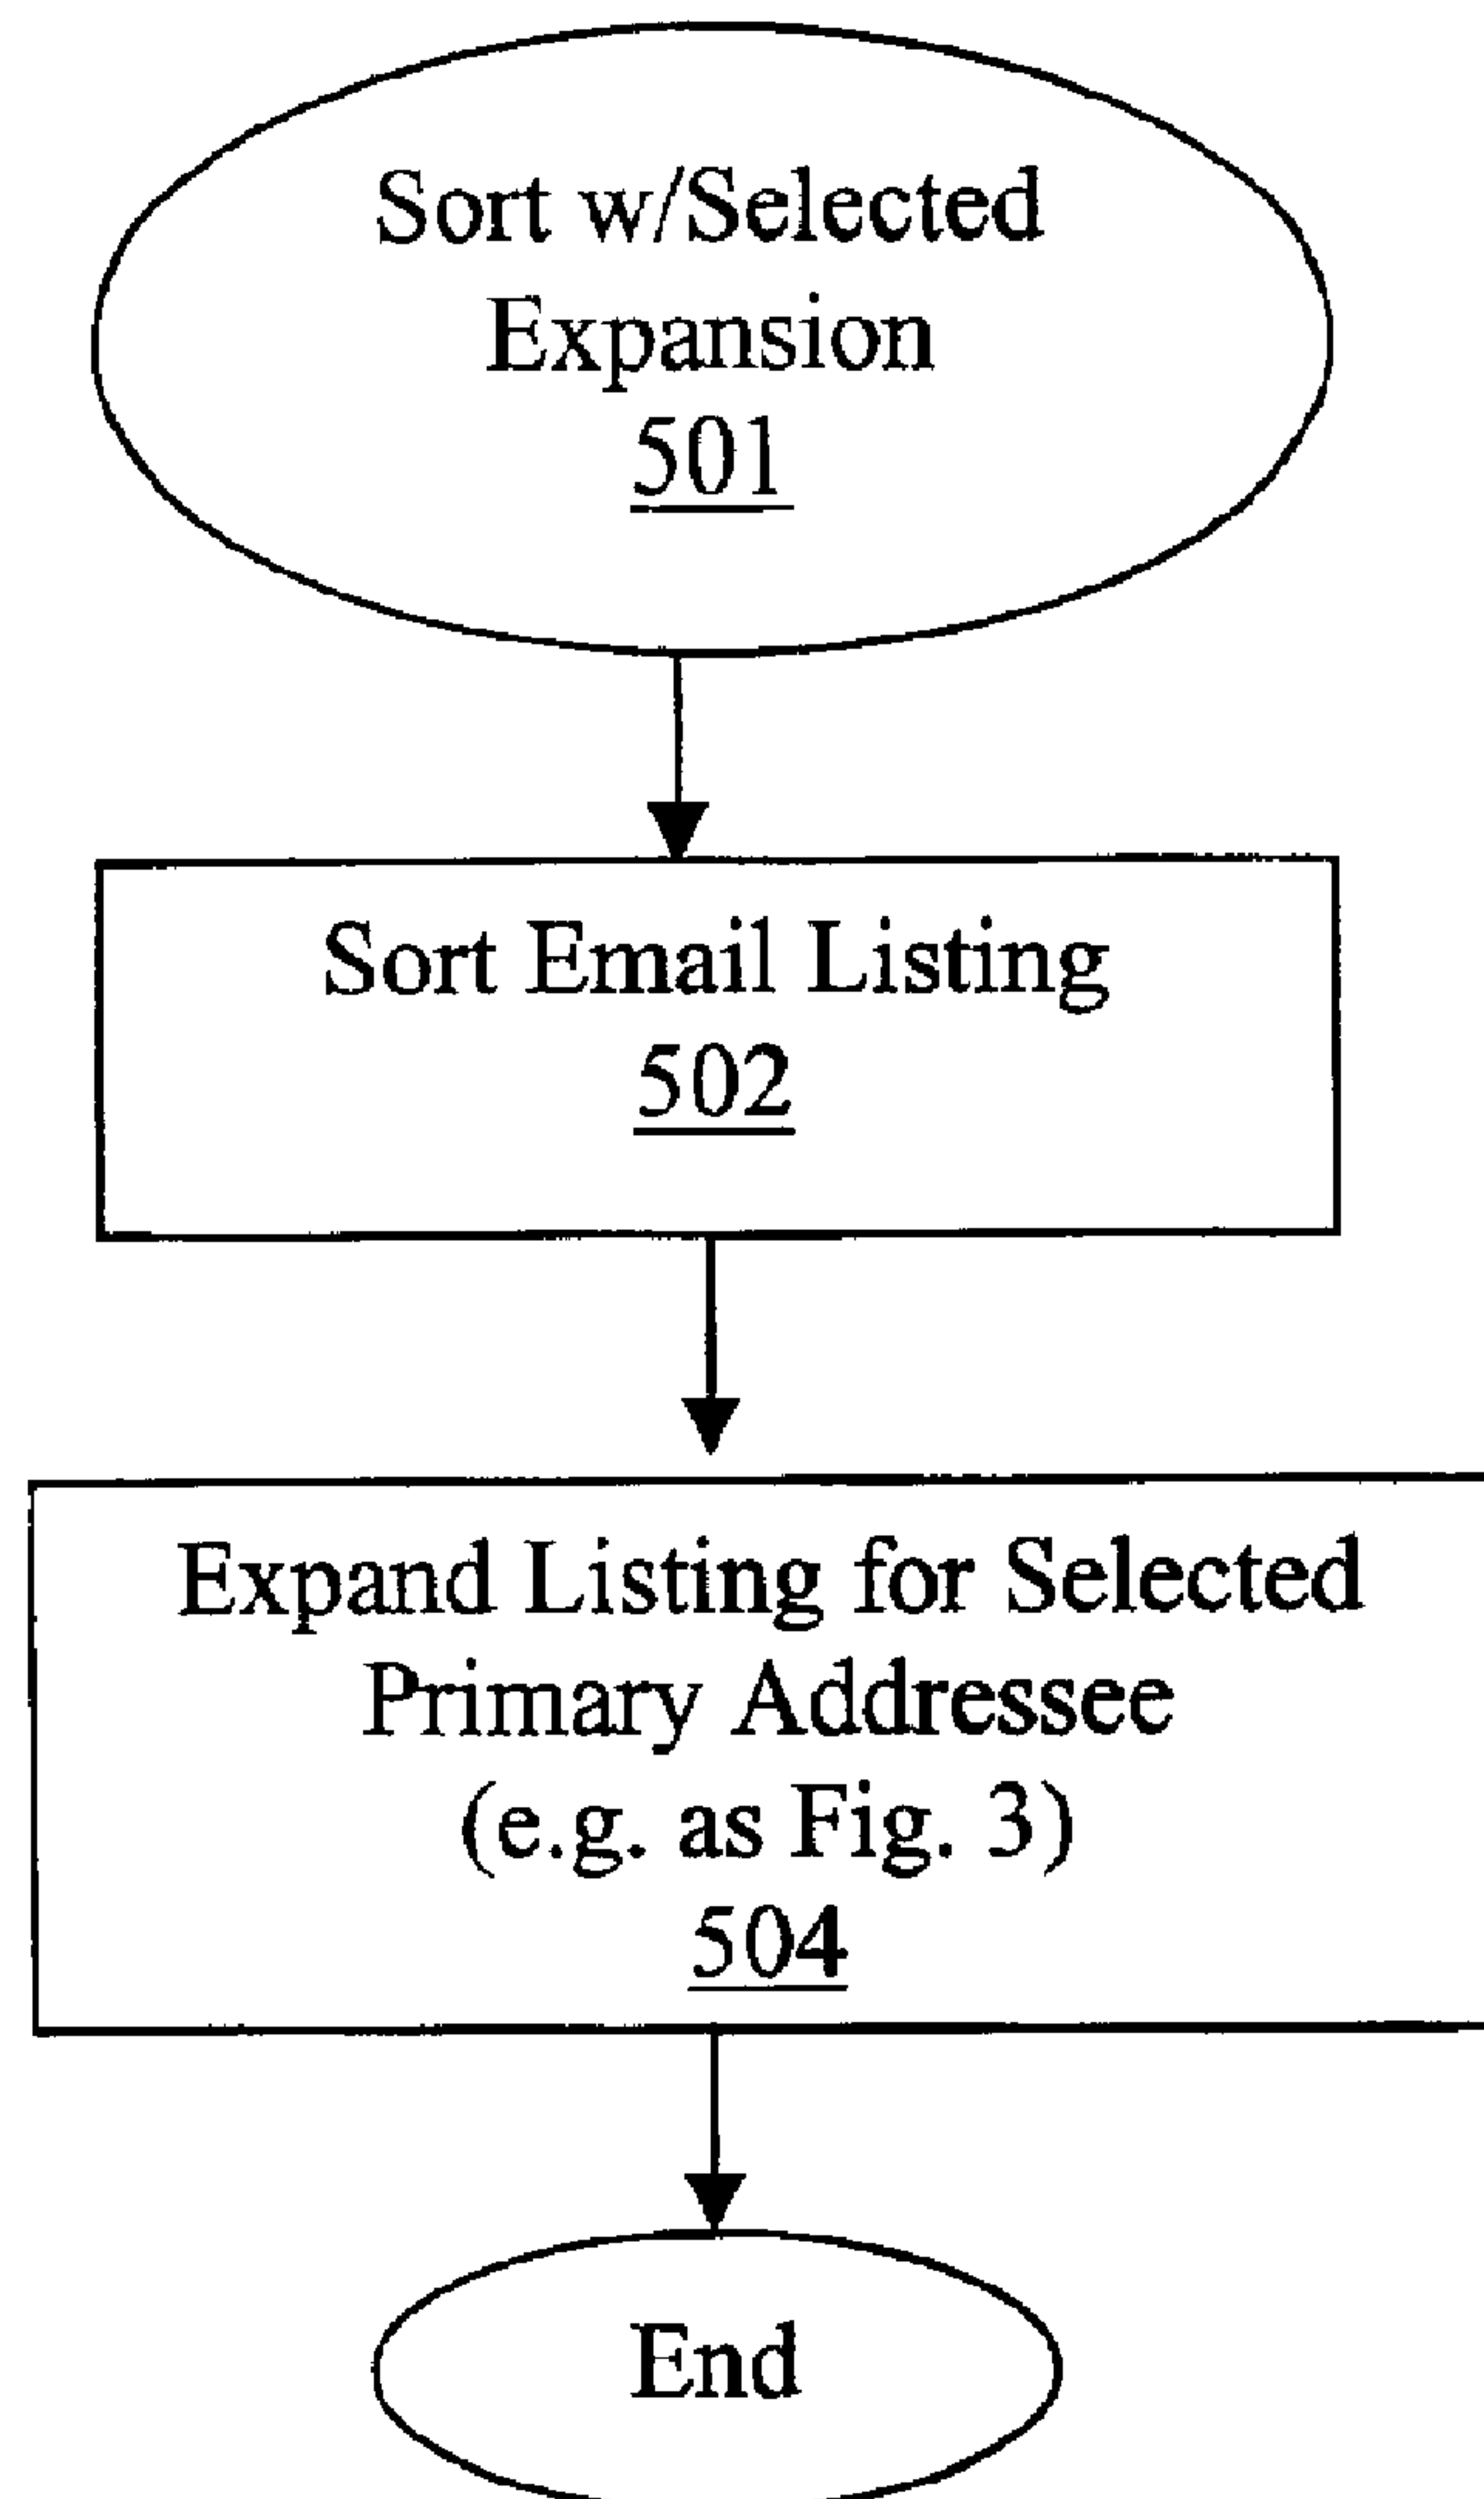 Sort w/Selected
Expansion
501
Sort Email Listing
502
Expand Listing for Selected
Primary Addressee
(e.g. as Fig. 3)
504
End